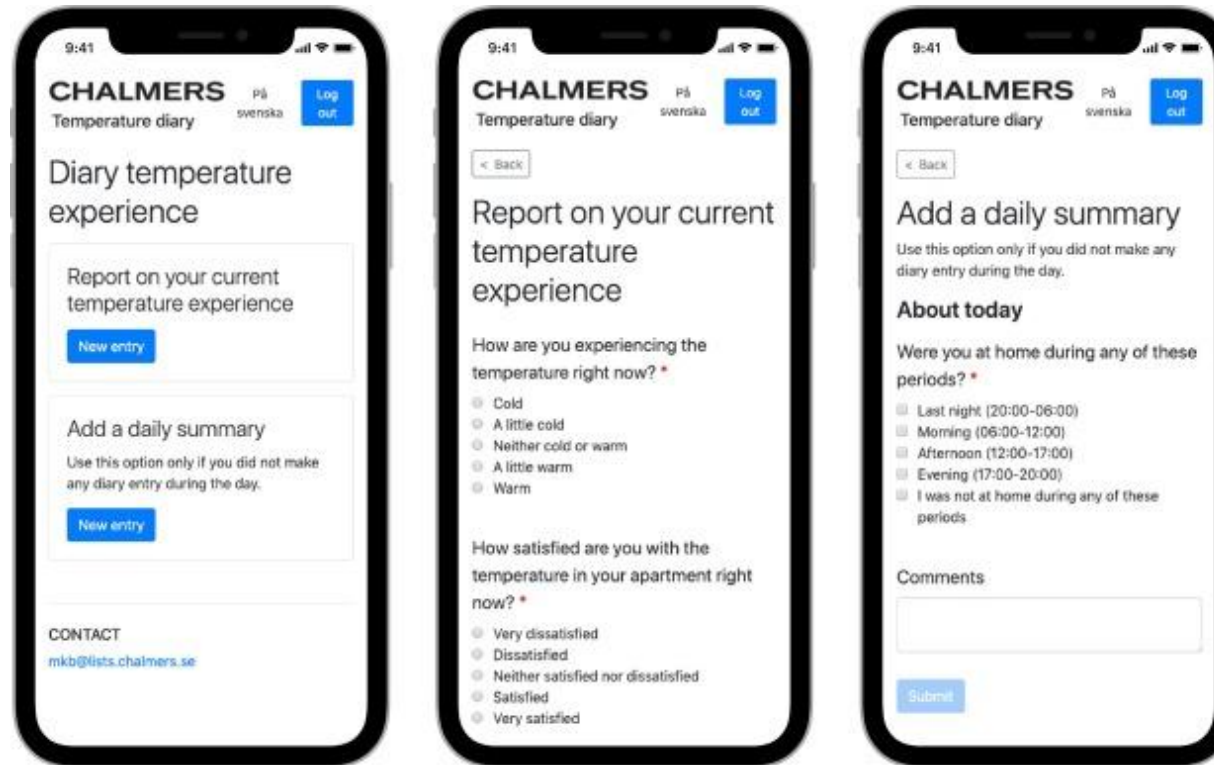 9:41
CHALMERS
På
svenska
Log
out
Temperature diary
Diary temperature
experience
Report on your current
temperature experience
New entry
Add a daily summary
Use this option only if you did not make
any diary entry during the day.
New entry
CONTACT
mkb@lists.chalmers.se
9:41
CHALMERS
På
svenska
Log
out
Temperature diary
< Back
Report on your current
temperature
experience
How are you experiencing the
temperature right now? *
Cold
A little cold
Neither cold or warm
A little warm
Warm
How satisfied are you with the
temperature in your apartment right
now? *
Very dissatisfied
Dissatisfied
Neither satisfied nor dissatisfied
Satisfied
Very satisfied
9:41
CHALMERS
På
svenska
Log
out
Temperature diary
< Back
Add a daily summary
Use this option only if you did not make any
diary entry during the day.
About today
Were you at home during any of these
periods? *
Last night (20:00-06:00)
Morning (06:00-12:00)
Afternoon (12:00-17:00)
Evening (17:00-20:00)
I was not at home during any of these
periods
Comments
Submit